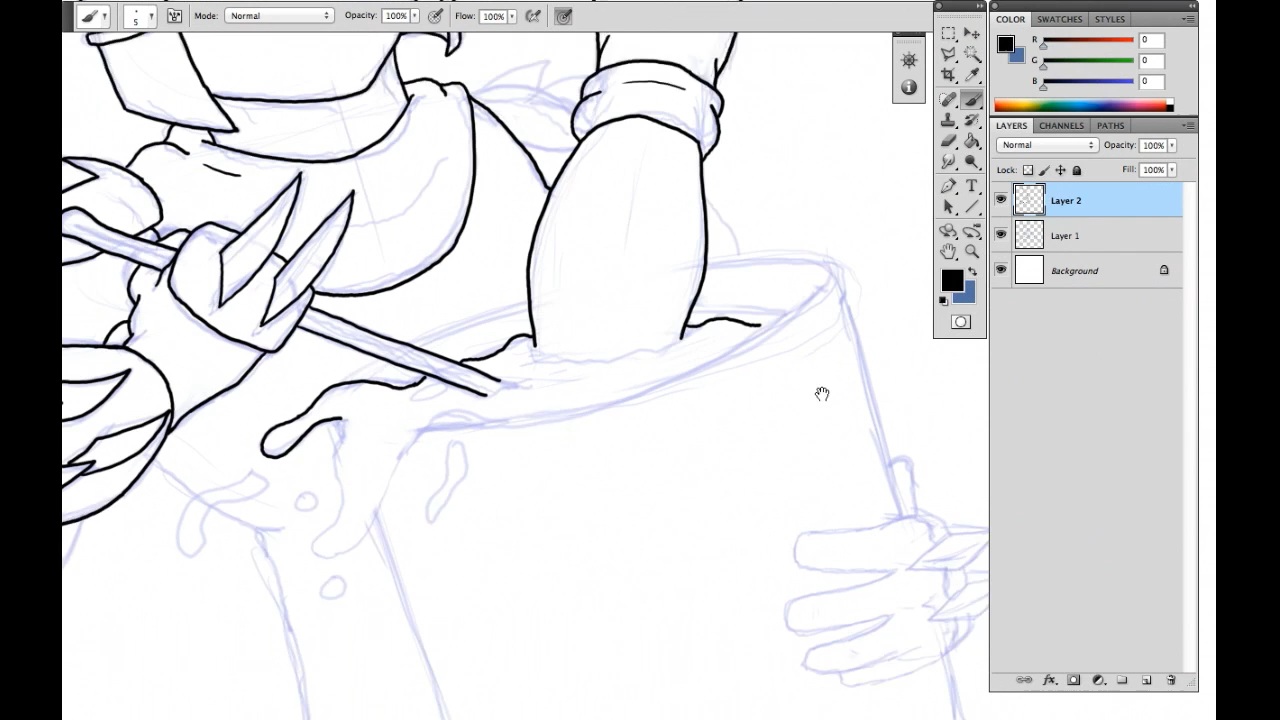 Mode: Normal Opacity: 100% Flow: 100%
5
COLOR SWATCHES STYLES
R 0
G 0
B 0
LAYERS CHANNELS PATHS
Normal Opacity: 100%
Lock: Fill: 100%
Layer 2
Layer 1
Background